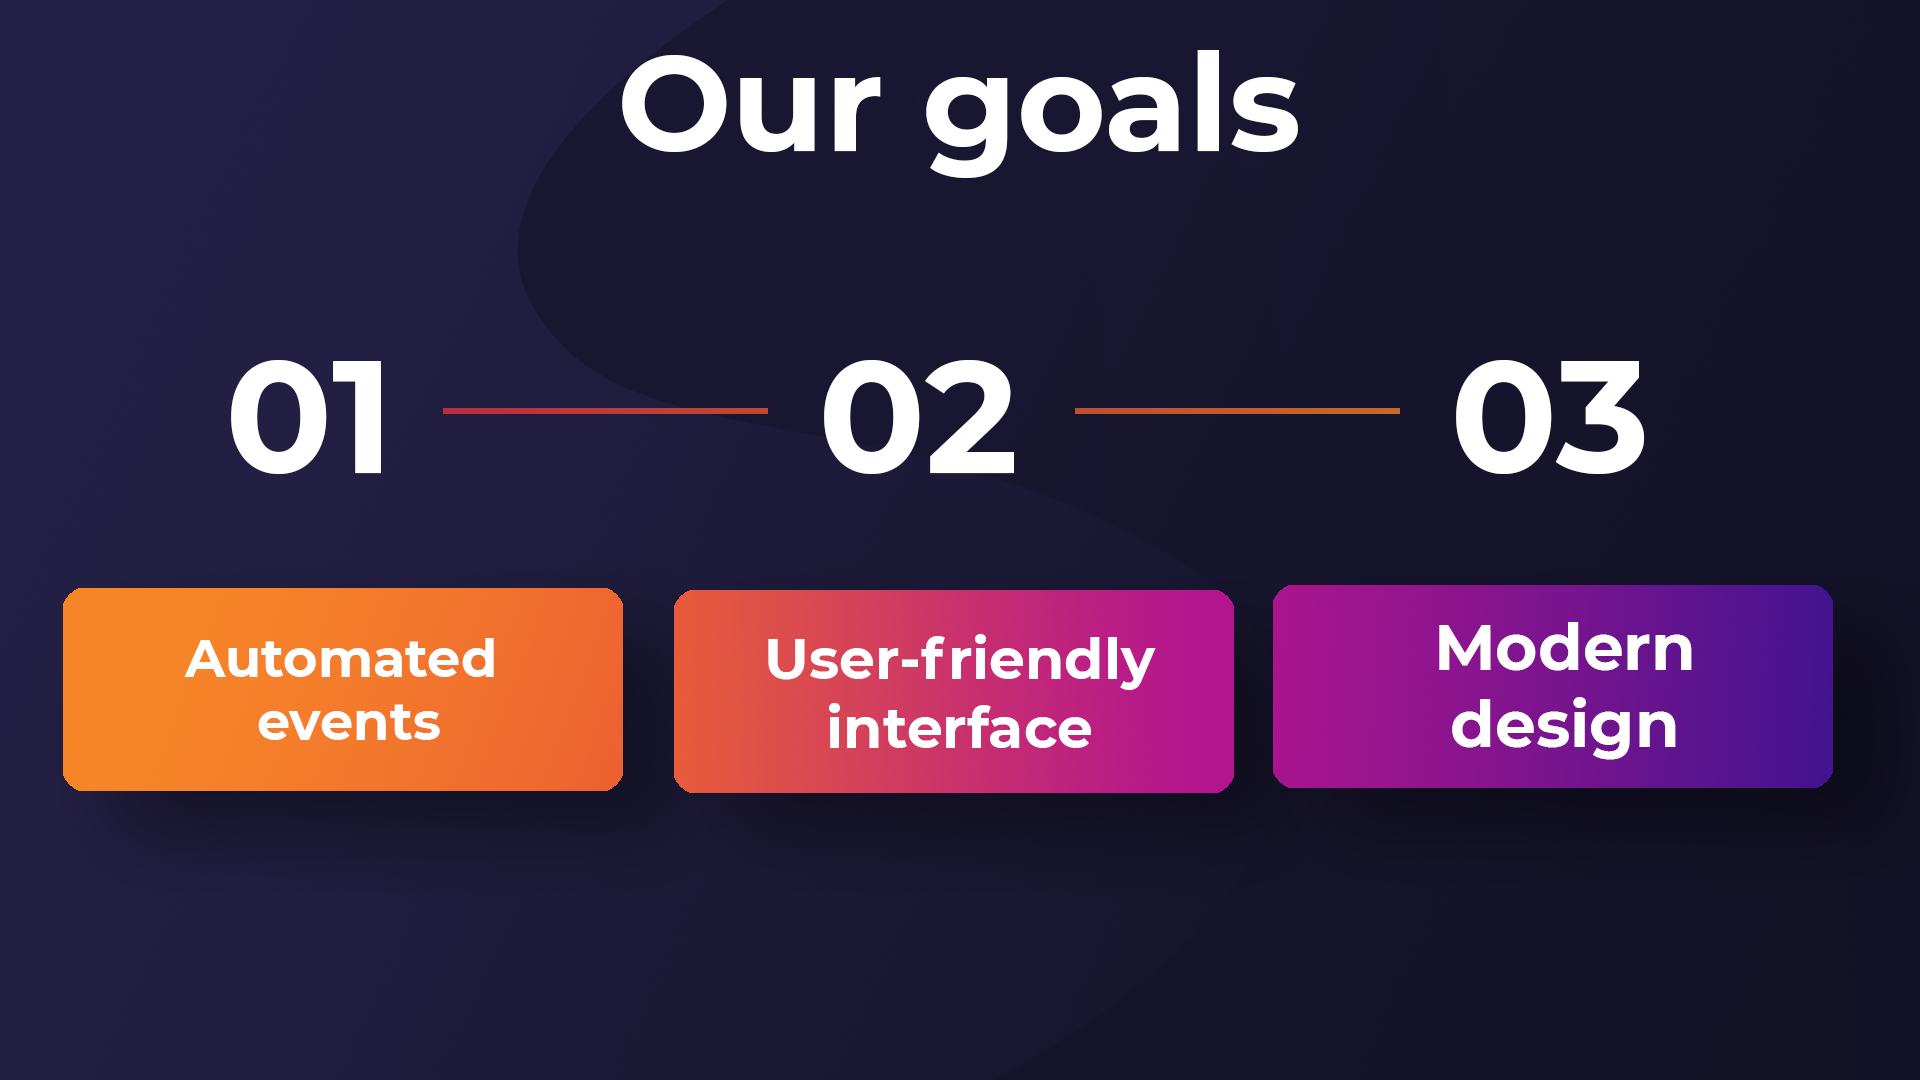 Our goals
01
02
03
Automated
events
User-friendly
interface
Modern
design